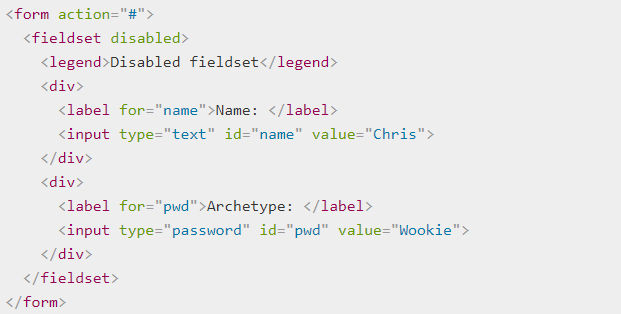 <form action="#">
  <fieldset disabled>
    <legend>Disabled fieldset</legend>
    <div>
      <label for="name">Name: </label>
      <input type="text" id="name" value="Chris">
    </div>
    <div>
      <label for="pwd">Archetype: </label>
      <input type="password" id="pwd" value="Wookie">
    </div>
  </fieldset>
</form>